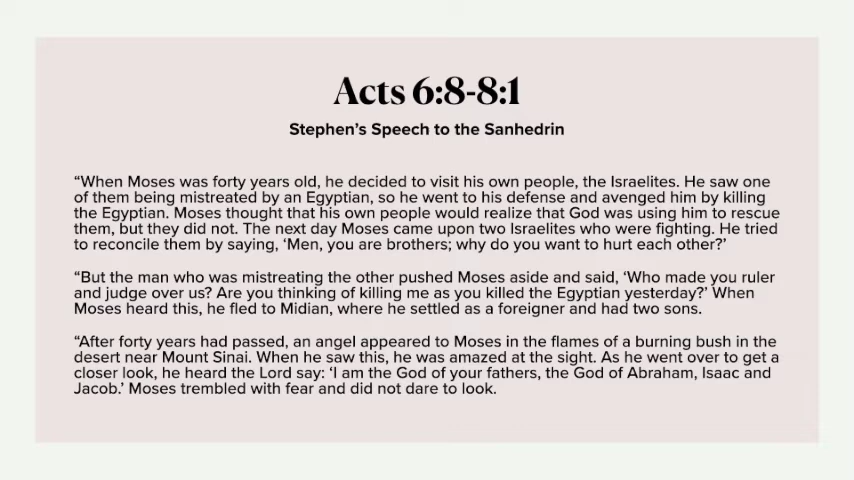 Acts 6:8-8:1
Stephen’s Speech to the Sanhedrin
“When Moses was forty years old, he decided to visit his own people, the Israelites. He saw one
of them being mistreated by an Egyptian, so he went to his defense and avenged him by killing
the Egyptian. Moses thought that his own people would realize that God was using him to rescue
them, but they did not. The next day Moses came upon two Israelites who were fighting. He tried
to reconcile them by saying, ‘Men, you are brothers; why do you want to hurt each other?’
“But the man who was mistreating the other pushed Moses aside and said, ‘Who made you ruler
and judge over us? Are you thinking of killing me as you killed the Egyptian yesterday?’ When
Moses heard this, he fled to Midian, where he settled as a foreigner and had two sons.
“After forty years had passed, an angel appeared to Moses in the flames of a burning bush in the
desert near Mount Sinai. When he saw this, he was amazed at the sight. As he went over to get a
closer look, he heard the Lord say: ‘I am the God of your fathers, the God of Abraham, Isaac and
Jacob.’ Moses trembled with fear and did not dare to look.